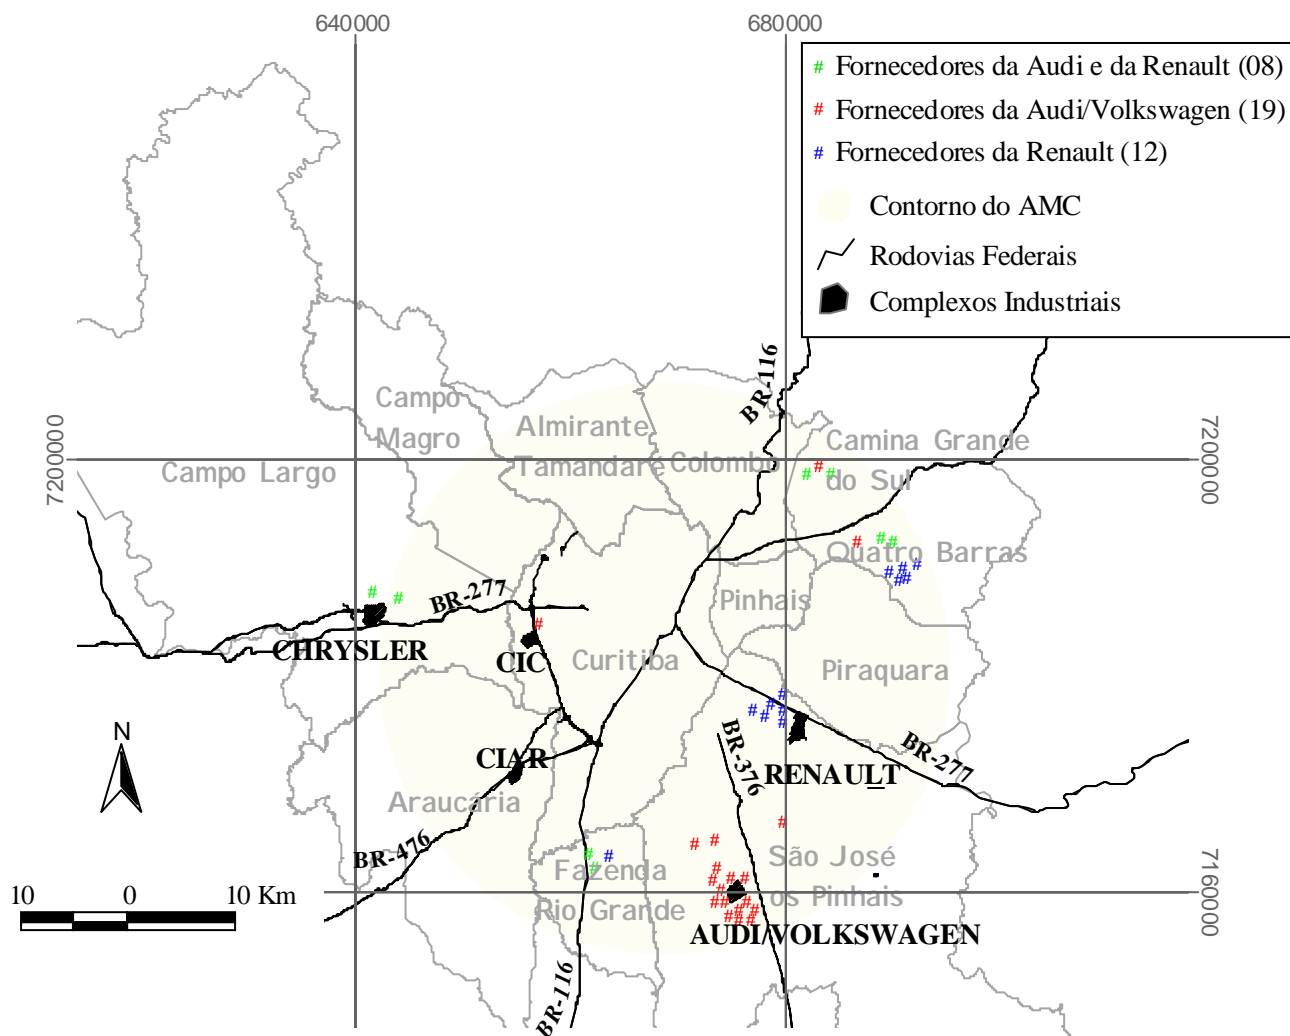 640000
680000
# Fornecedores da Audi e da Renault (08)
# Fornecedores da Audi/Volkswagen (19)
# Fornecedores da Renault (12)
Contorno do AMC
Rodovias Federais
Complexos Industriais
BR-116
Campo
Magro
Almirante
Tamandaré
Colombo
Camina Grande
do Sul
Campo Largo
7200000
7200000
Quatro Barras
BR-277
Pinhais
CHRYSLER
CIC
Curitiba
Piraquara
N
CIAR
BR-376
RENAULT
BR-277
Araucária
BR-476
Fazenda
Rio Grande
São José
os Pinhais
7160000
10 0 10 Km
AUDI/VOLKSWAGEN
BR-116